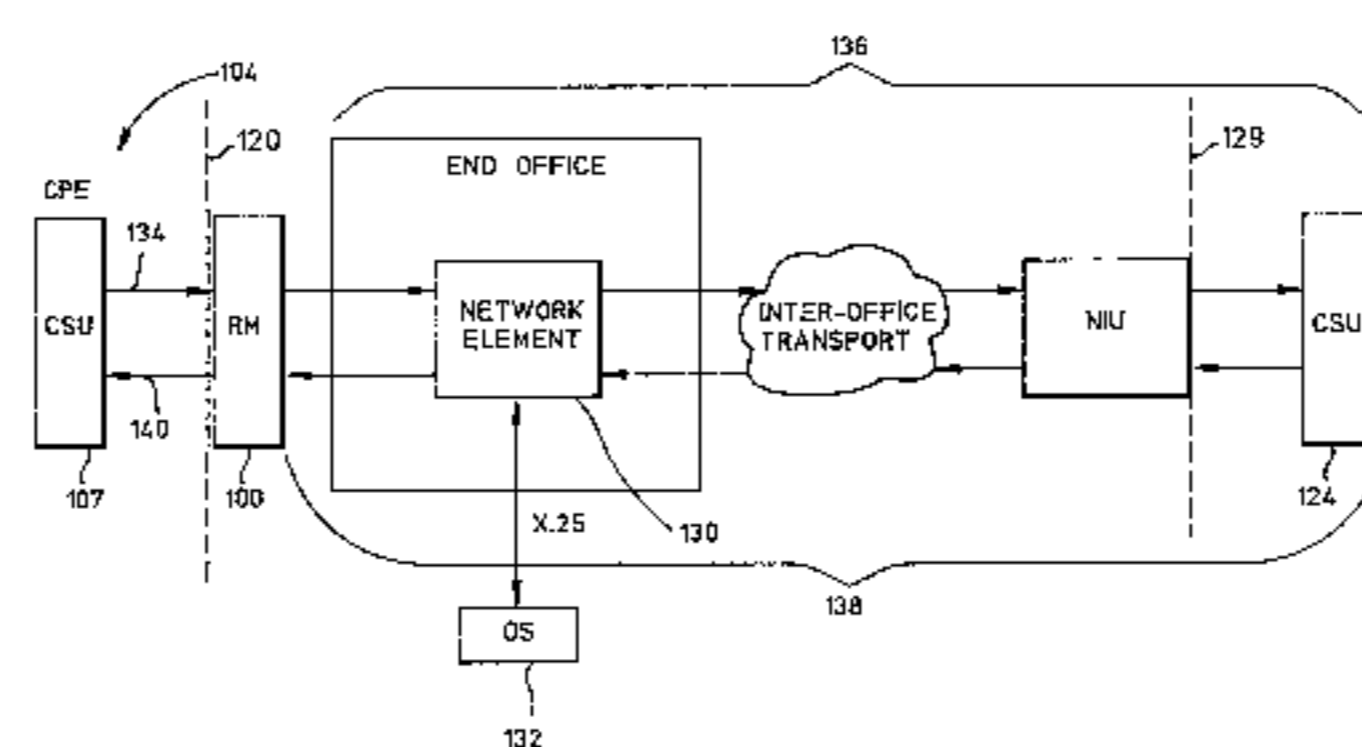 136
104
120
129
END OFFICE
CPE
134
CSU
RM
NETWORK
ELEMENT
INTER-OFFICE
TRANSPORT
NIU
CSU
140
107
100
X.25
130
124
138
OS
132